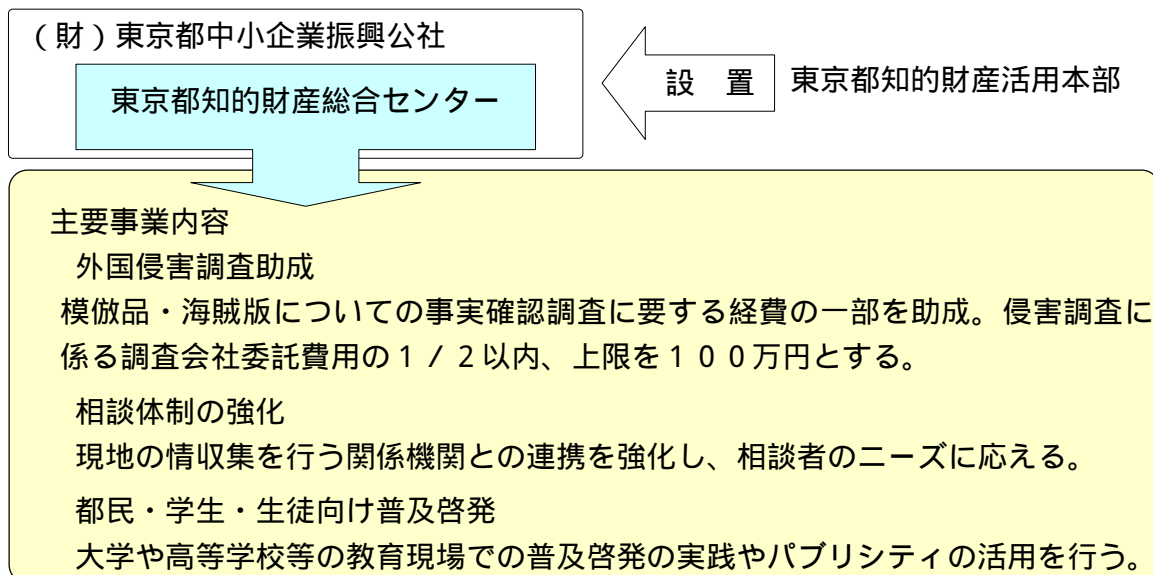 （財）東京都中小企業振興公社
東京都知的財産総合センター
設　置
東京都知的財産活用本部
主要事業内容
外国侵害調査助成
模倣品・海賊版についての事実確認調査に要する経費の一部を助成。侵害調査に
係る調査会社委託費用の１／２以内、上限を１００万円とする。
相談体制の強化
現地の情収集を行う関係機関との連携を強化し、相談者のニーズに応える。
都民・学生・生徒向け普及啓発
大学や高等学校等の教育現場での普及啓発の実践やパブリシティの活用を行う。